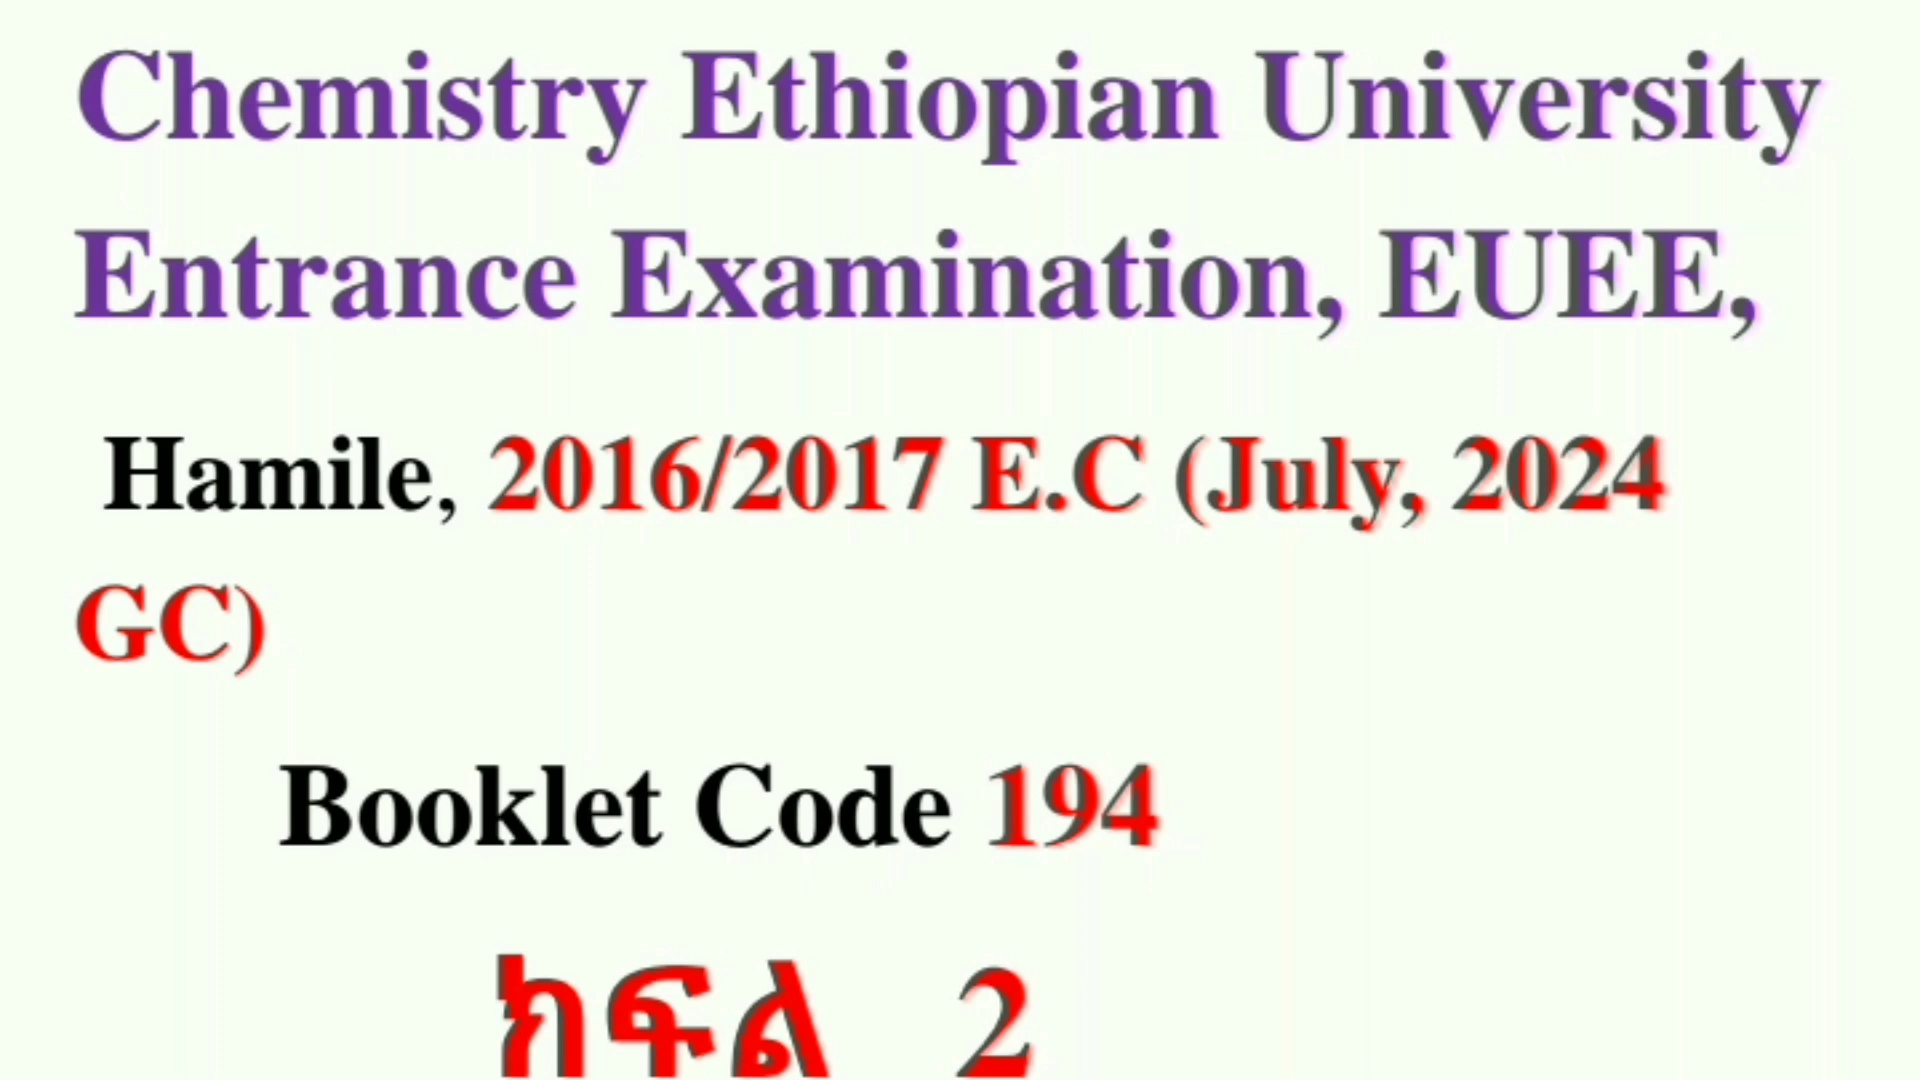 Chemistry Ethiopian University
Entrance Examination, EUEE,
Hamile, 2016/2017 E.C (July, 2024
GC)
Booklet Code 194
ክፍል 2